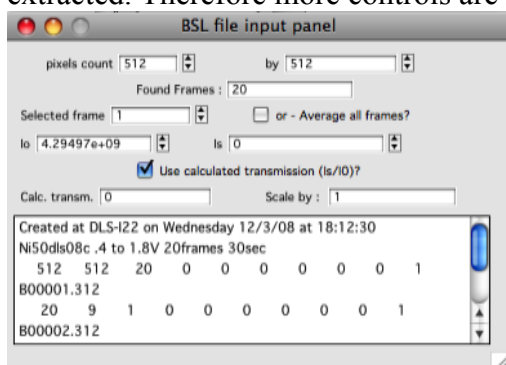 extracted. Therefore more controls are
BSL file input panel
pixels count 512 by 512
Found Frames : 20
Selected frame 1 or - Average all frames?
Io 4.29497e+09 Is 0
Use calculated transmission (Is/I0)?
Calc. transm. 0 Scale by : 1
Created at DLS-I22 on Wednesday 12/3/08 at 18:12:30
Ni50dls08c .4 to 1.8V 20frames 30sec
512 512 20 0 0 0 0 0 0 1
B00001.312
20 9 1 0 0 0 0 0 0 1
B00002.312